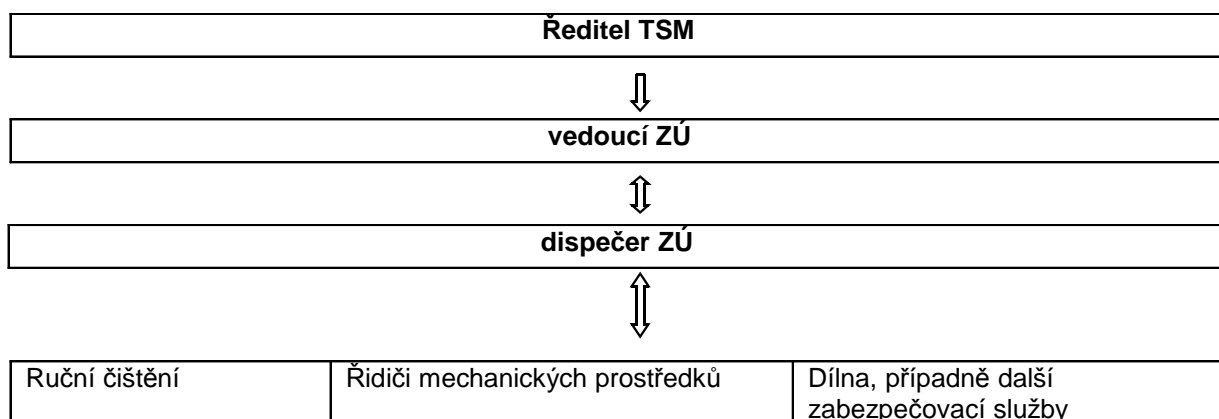 Ředitel TSM
vedoucí ZÚ
dispečer ZÚ
Ruční čištění
Řidiči mechanických prostředků
Dílna, případně další
zabezpečovací služby